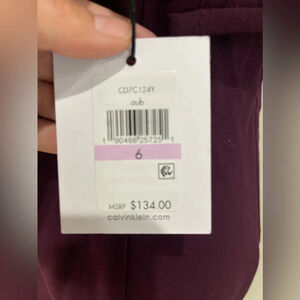 CD7C124Y
aub
1 90466 25725 1
6
MSRP $134.00
calvinklein.com